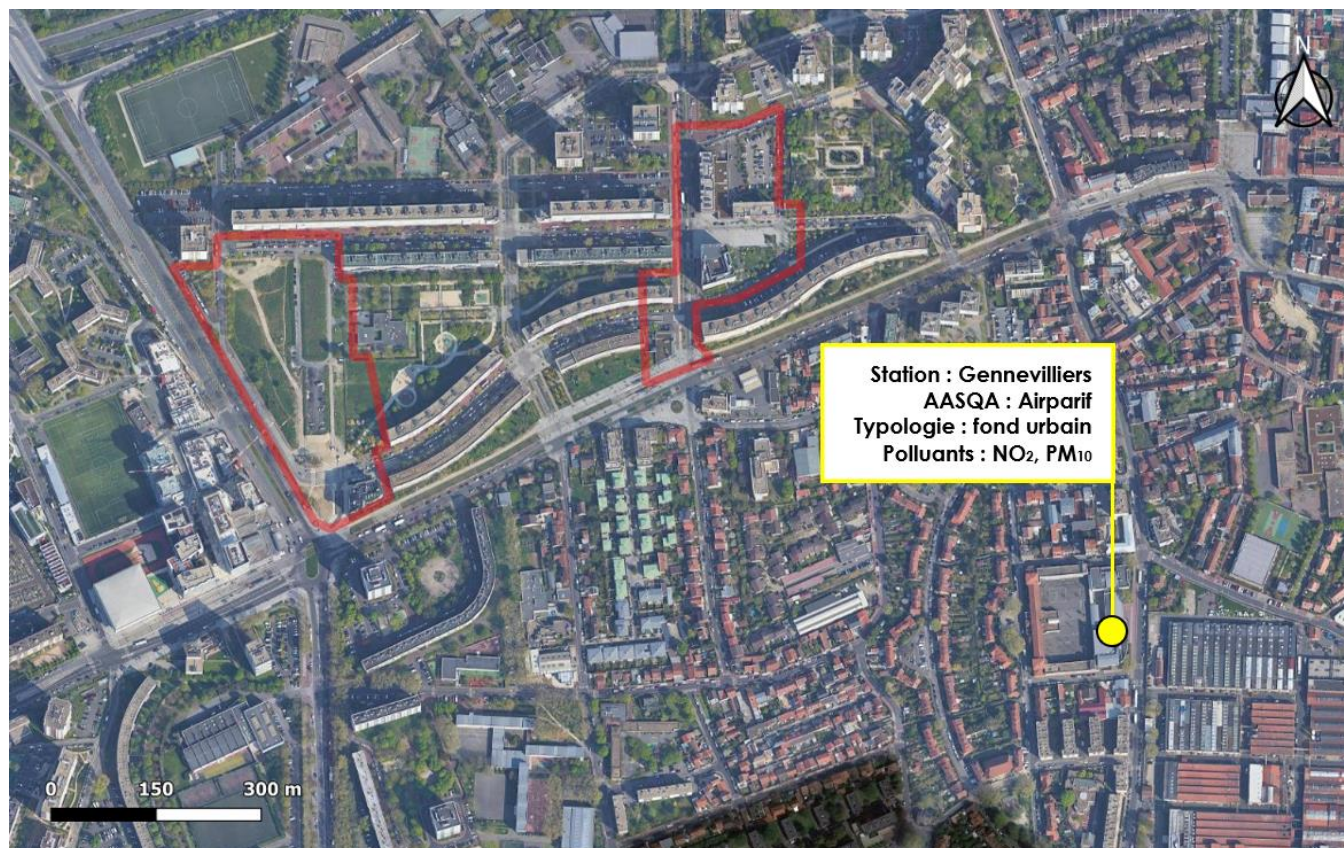 N
Station : Gennevilliers
AASQA : Airparif
Typologie : fond urbain
Polluants : NO₂, PM₁₀
0 150 300 m